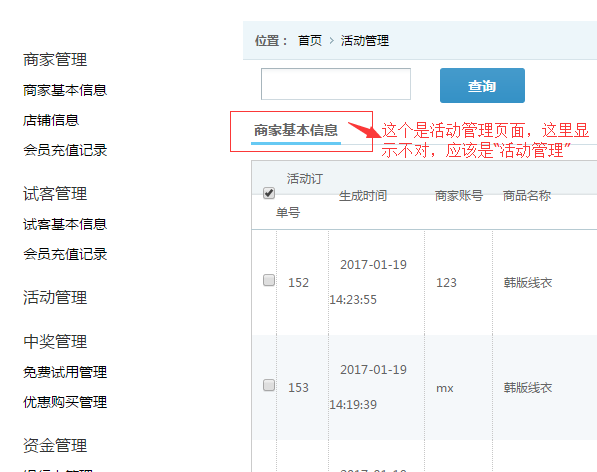 位置： 首页 > 活动管理
商家管理
商家基本信息
店铺信息
会员充值记录
试客管理
试客基本信息
会员充值记录
活动管理
中奖管理
免费试用管理
优惠购买管理
资金管理
查询
商家基本信息
这个是活动管理页面，这里显
示不对，应该是“活动管理”
活动订
单号
生成时间
商家账号
商品名称
152
2017-01-19
14:23:55
123
韩版线衣
153
2017-01-19
14:19:39
mx
韩版线衣